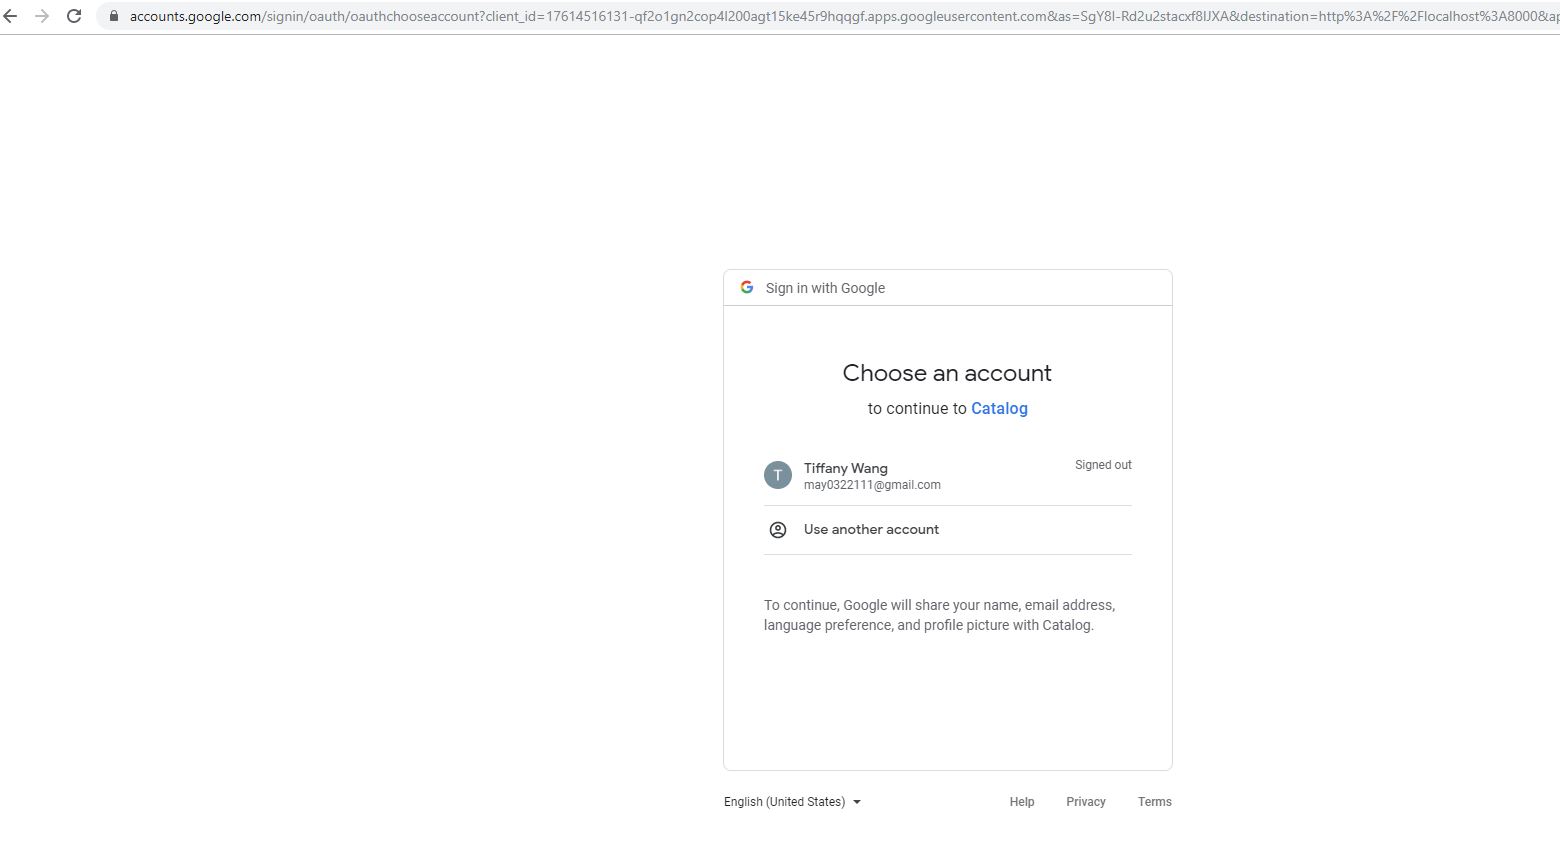 accounts.google.com/signin/oauth/oauthchooseaccount?client_id=17614516131-qf2o1gn2cop4l200agt15ke45r9hqqgf.apps.googleusercontent.com&as=SgY8l-Rd2u2stacxf8lJXA&destination=http%3A%2F%2Flocalhost%3A8000&ap
Sign in with Google
Choose an account
to continue to Catalog
T
Tiffany Wang
Signed out
may0322111@gmail.com
Use another account
To continue, Google will share your name, email address,
language preference, and profile picture with Catalog.
English (United States) Help Privacy Terms